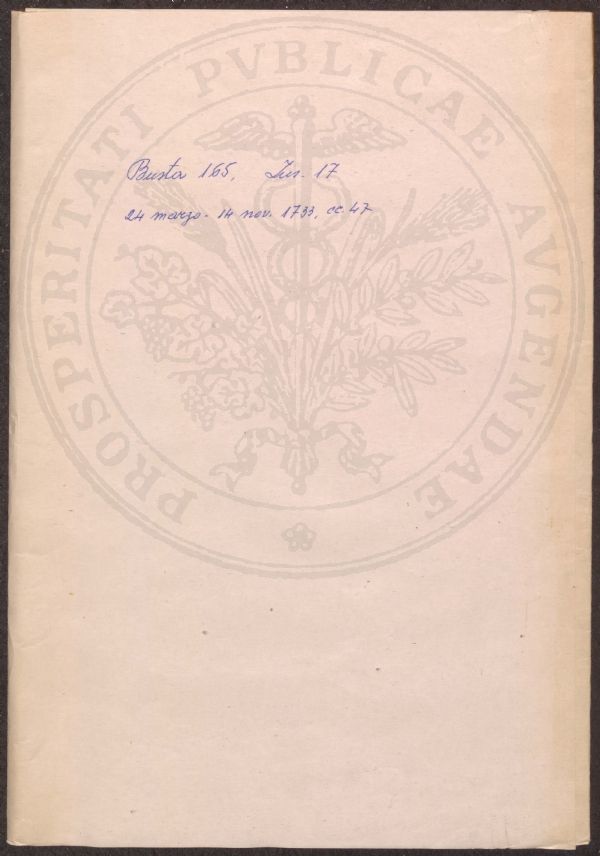 Busta 165, Ins. 17
24 marzo - 14 nov. 1733, cc. 47
PROSPERITATI PVBLICAE AVGENDAE